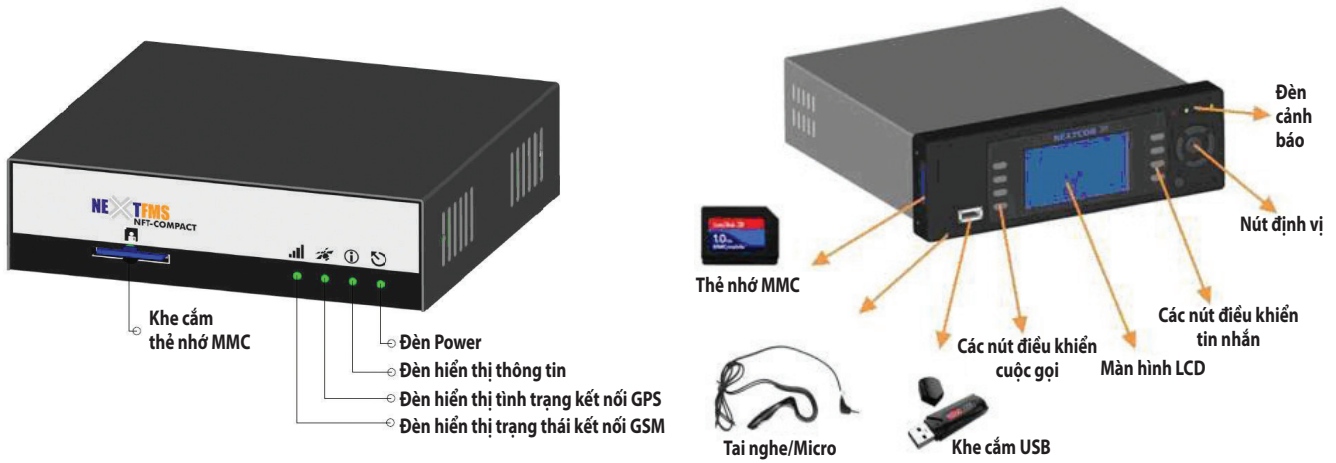 NEXTFMS
NFT-COMPACT
Khe cắm
thẻ nhớ MMC
Đèn Power
Đèn hiển thị thông tin
Đèn hiển thị tình trạng kết nối GPS
Đèn hiển thị trạng thái kết nối GSM
NEXTCOM
Đèn
cảnh
báo
Nút định vị
SanDisk
1.0
Thẻ nhớ MMC
Các nút điều khiển
tin nhắn
Các nút điều khiển
cuộc gọi
Màn hình LCD
Tai nghe/Micro
Khe cắm USB